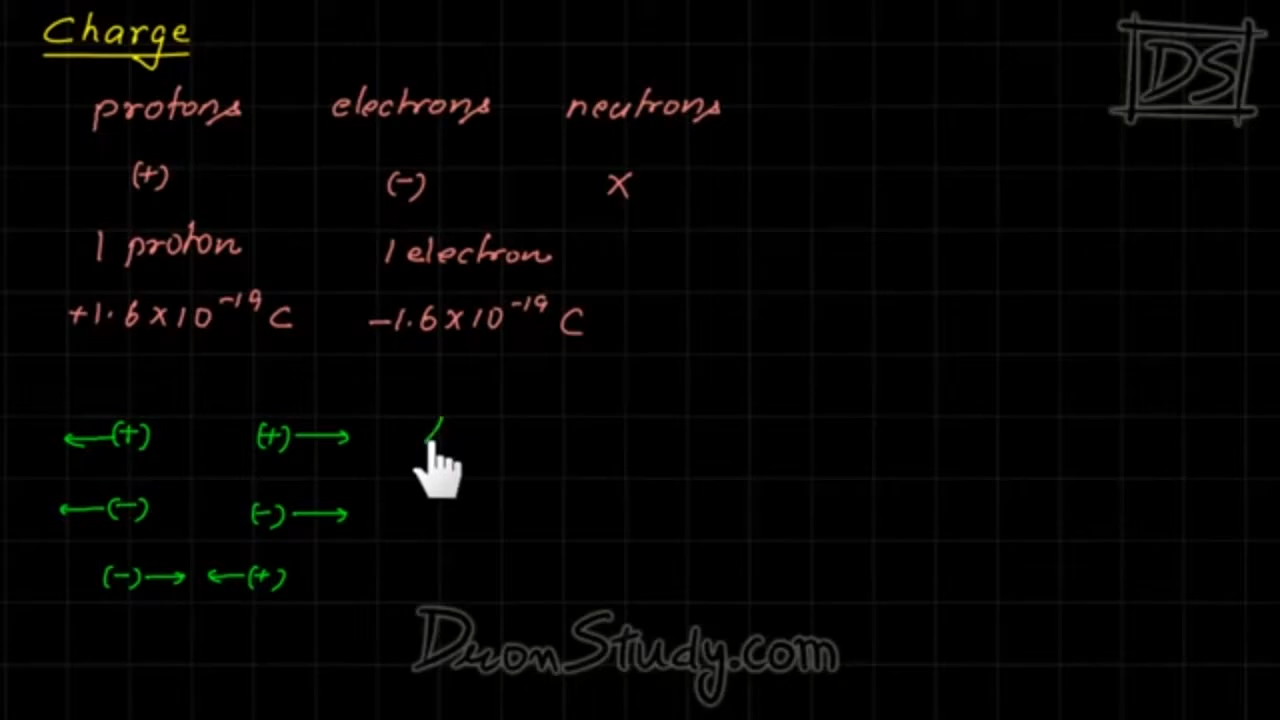 Charge
DS
protons electrons neutrons
(+) (-) X
1 proton 1 electron
+1.6×10⁻¹⁹ C -1.6×10⁻¹⁹ C
←(+) (+)→
←(-) (-)→
(-)→ ←(+)
DronStudy.com